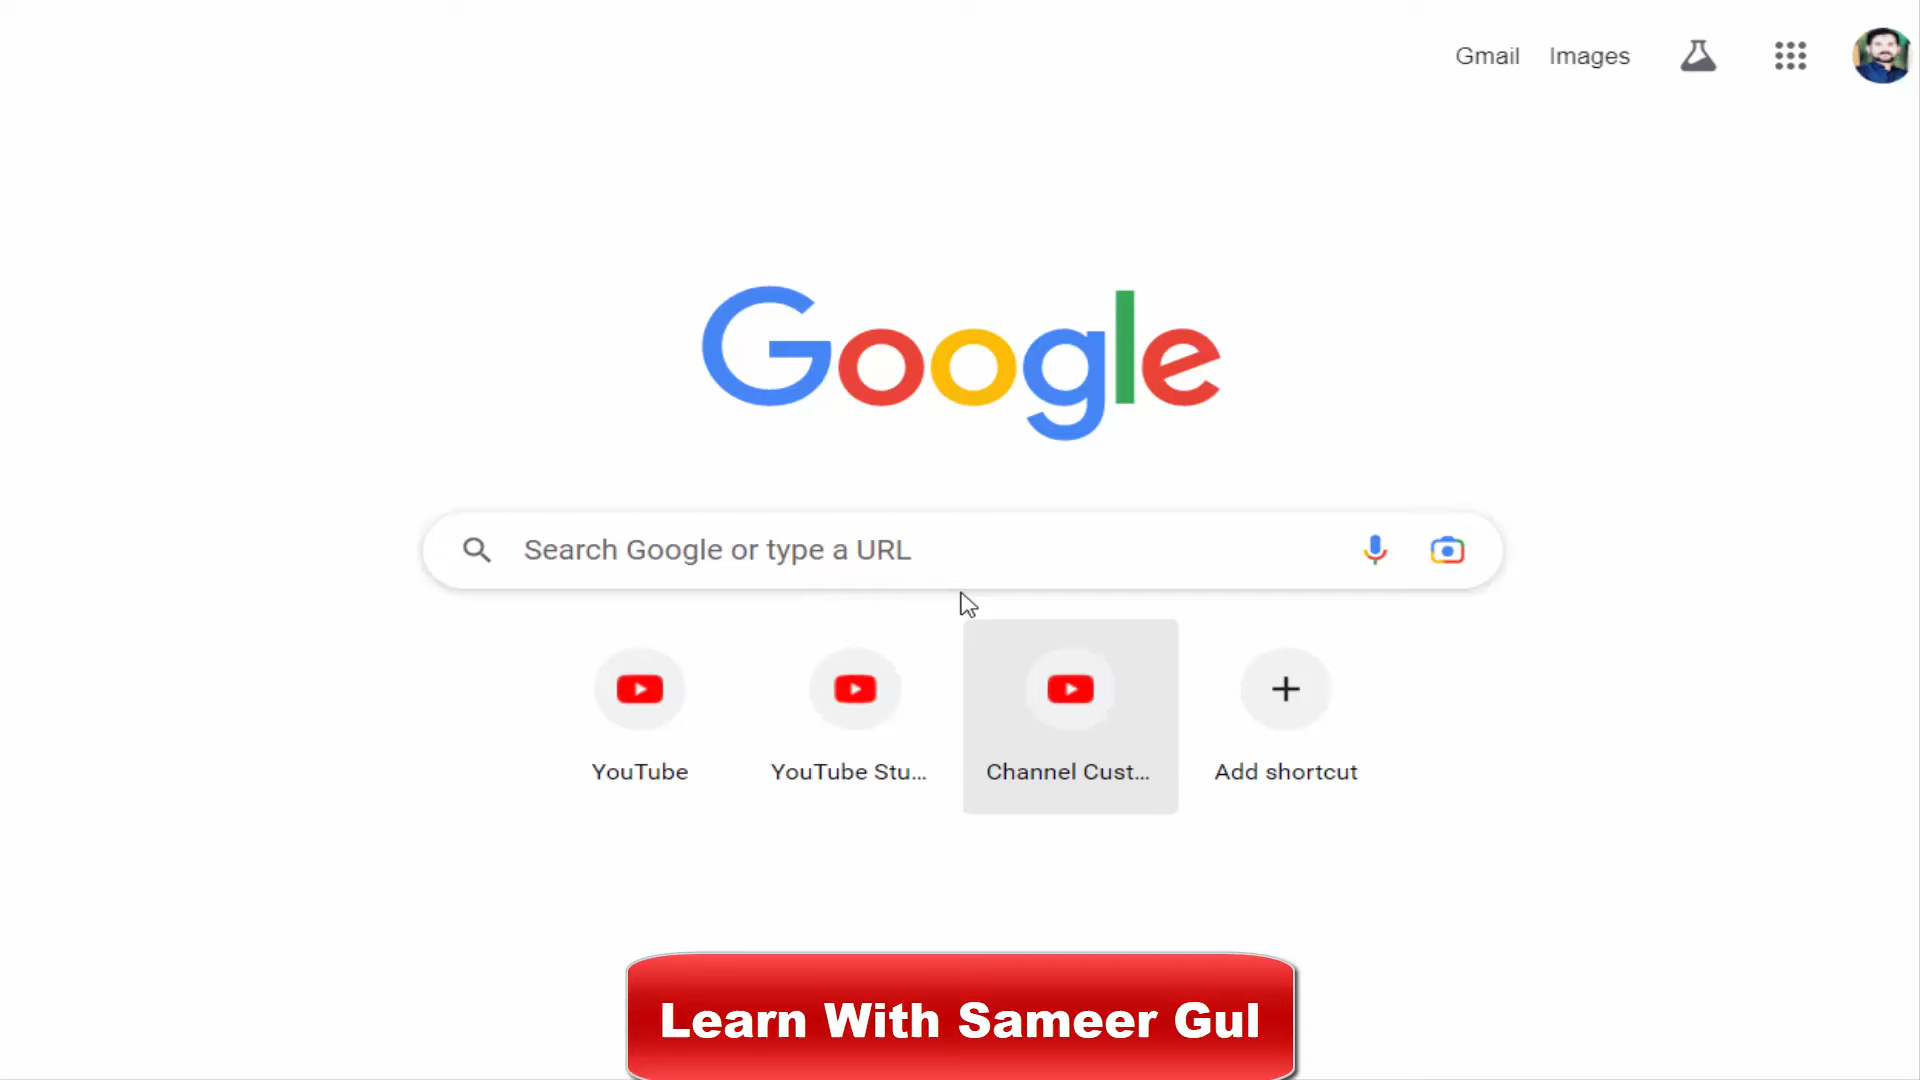 Gmail Images
Google
Search Google or type a URL
YouTube YouTube Stu... Channel Cust... Add shortcut
Learn With Sameer Gul